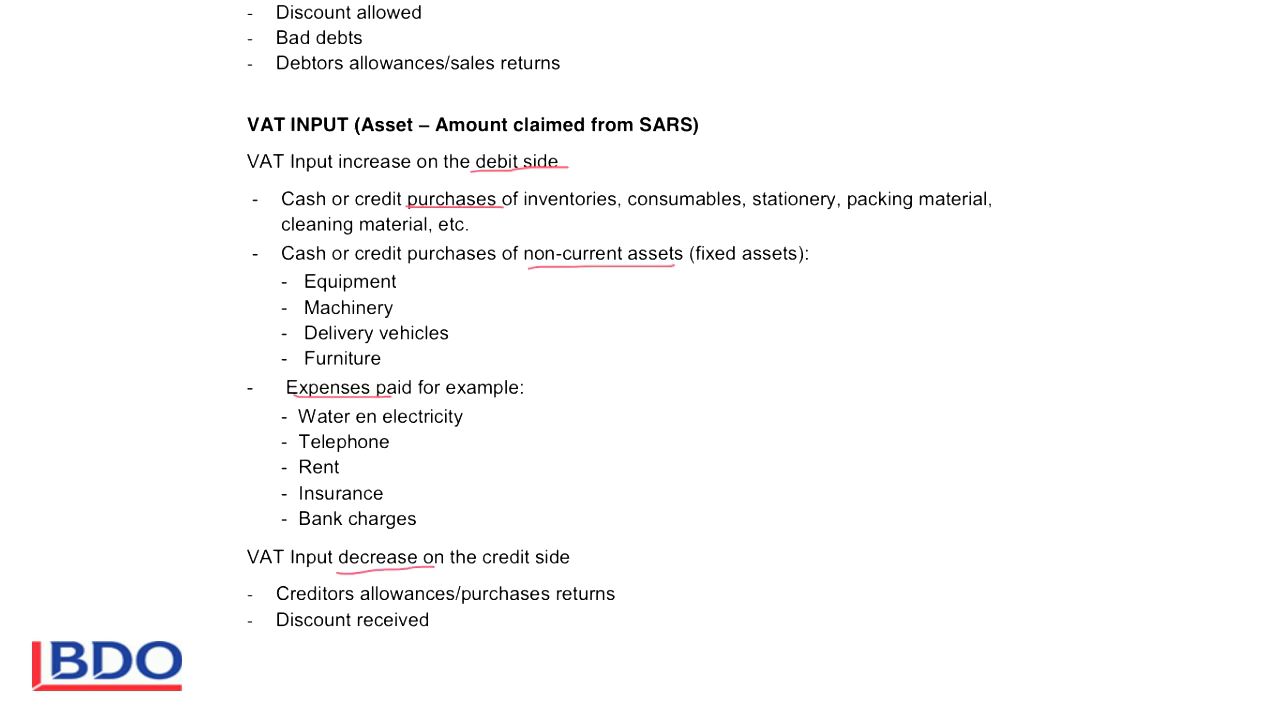 - Discount allowed
- Bad debts
- Debtors allowances/sales returns
VAT INPUT (Asset – Amount claimed from SARS)
VAT Input increase on the debit side
- Cash or credit purchases of inventories, consumables, stationery, packing material,
cleaning material, etc.
- Cash or credit purchases of non-current assets (fixed assets):
- Equipment
- Machinery
- Delivery vehicles
- Furniture
- Expenses paid for example:
- Water en electricity
- Telephone
- Rent
- Insurance
- Bank charges
VAT Input decrease on the credit side
- Creditors allowances/purchases returns
- Discount received
BDO